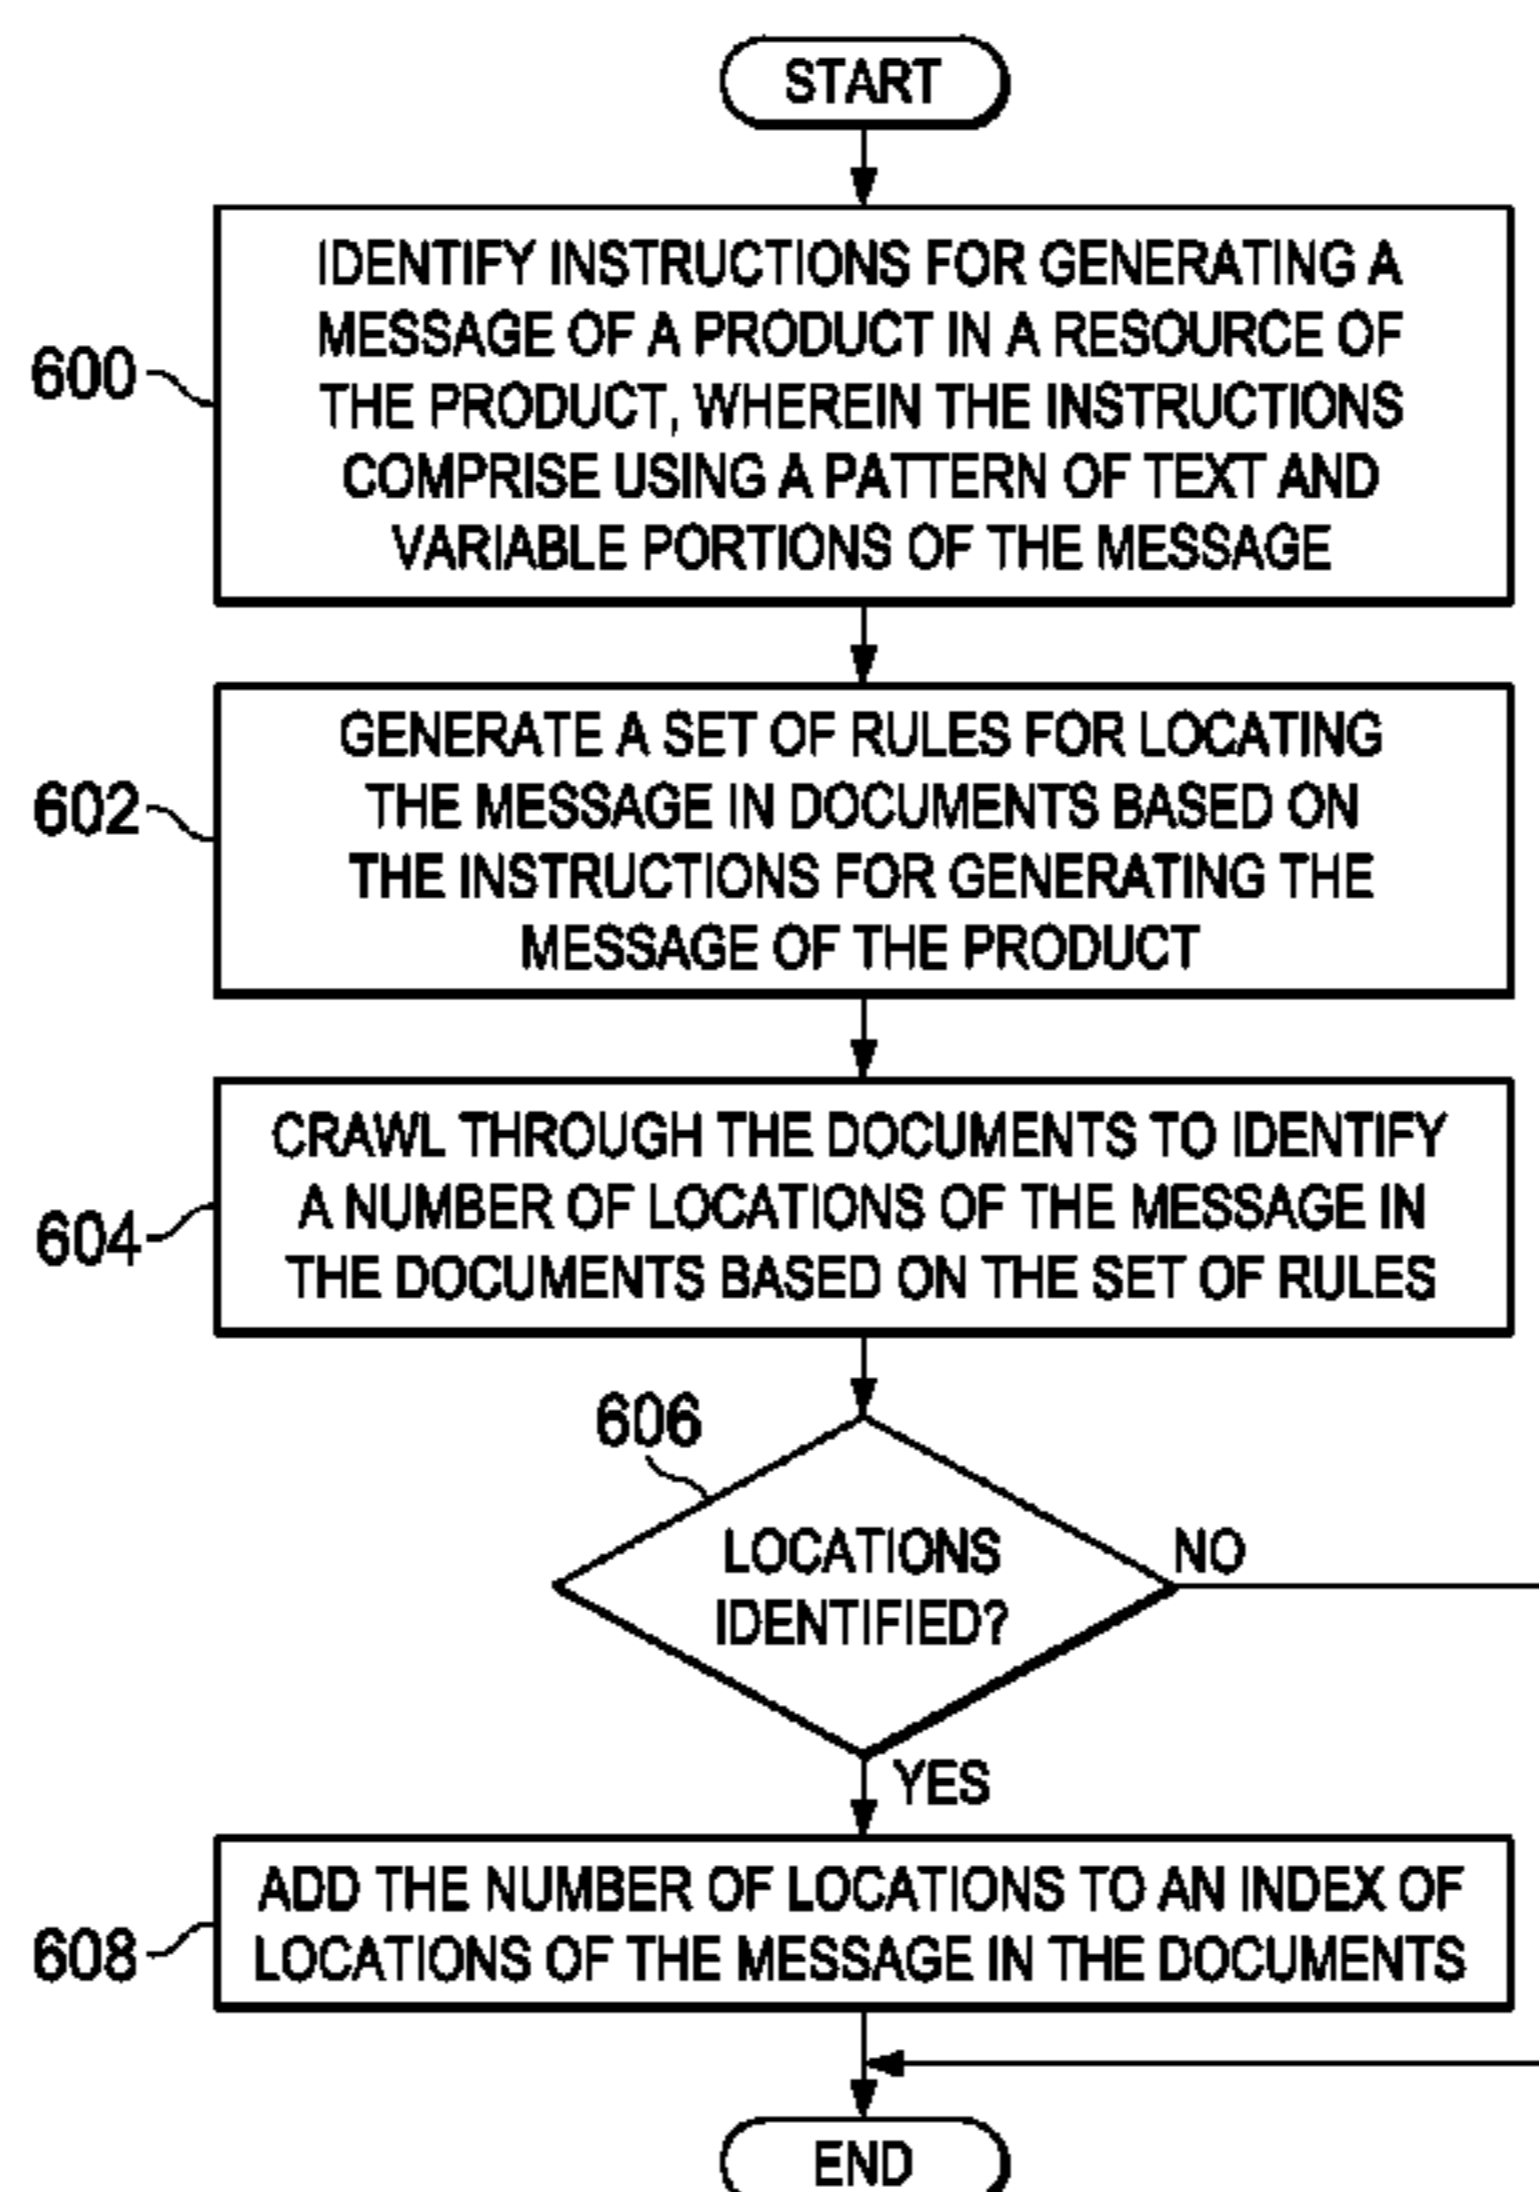 START
600
IDENTIFY INSTRUCTIONS FOR GENERATING A
MESSAGE OF A PRODUCT IN A RESOURCE OF
THE PRODUCT, WHEREIN THE INSTRUCTIONS
COMPRISE USING A PATTERN OF TEXT AND
VARIABLE PORTIONS OF THE MESSAGE
602
GENERATE A SET OF RULES FOR LOCATING
THE MESSAGE IN DOCUMENTS BASED ON
THE INSTRUCTIONS FOR GENERATING THE
MESSAGE OF THE PRODUCT
604
CRAWL THROUGH THE DOCUMENTS TO IDENTIFY
A NUMBER OF LOCATIONS OF THE MESSAGE IN
THE DOCUMENTS BASED ON THE SET OF RULES
606
LOCATIONS
IDENTIFIED?
NO
YES
608
ADD THE NUMBER OF LOCATIONS TO AN INDEX OF
LOCATIONS OF THE MESSAGE IN THE DOCUMENTS
END